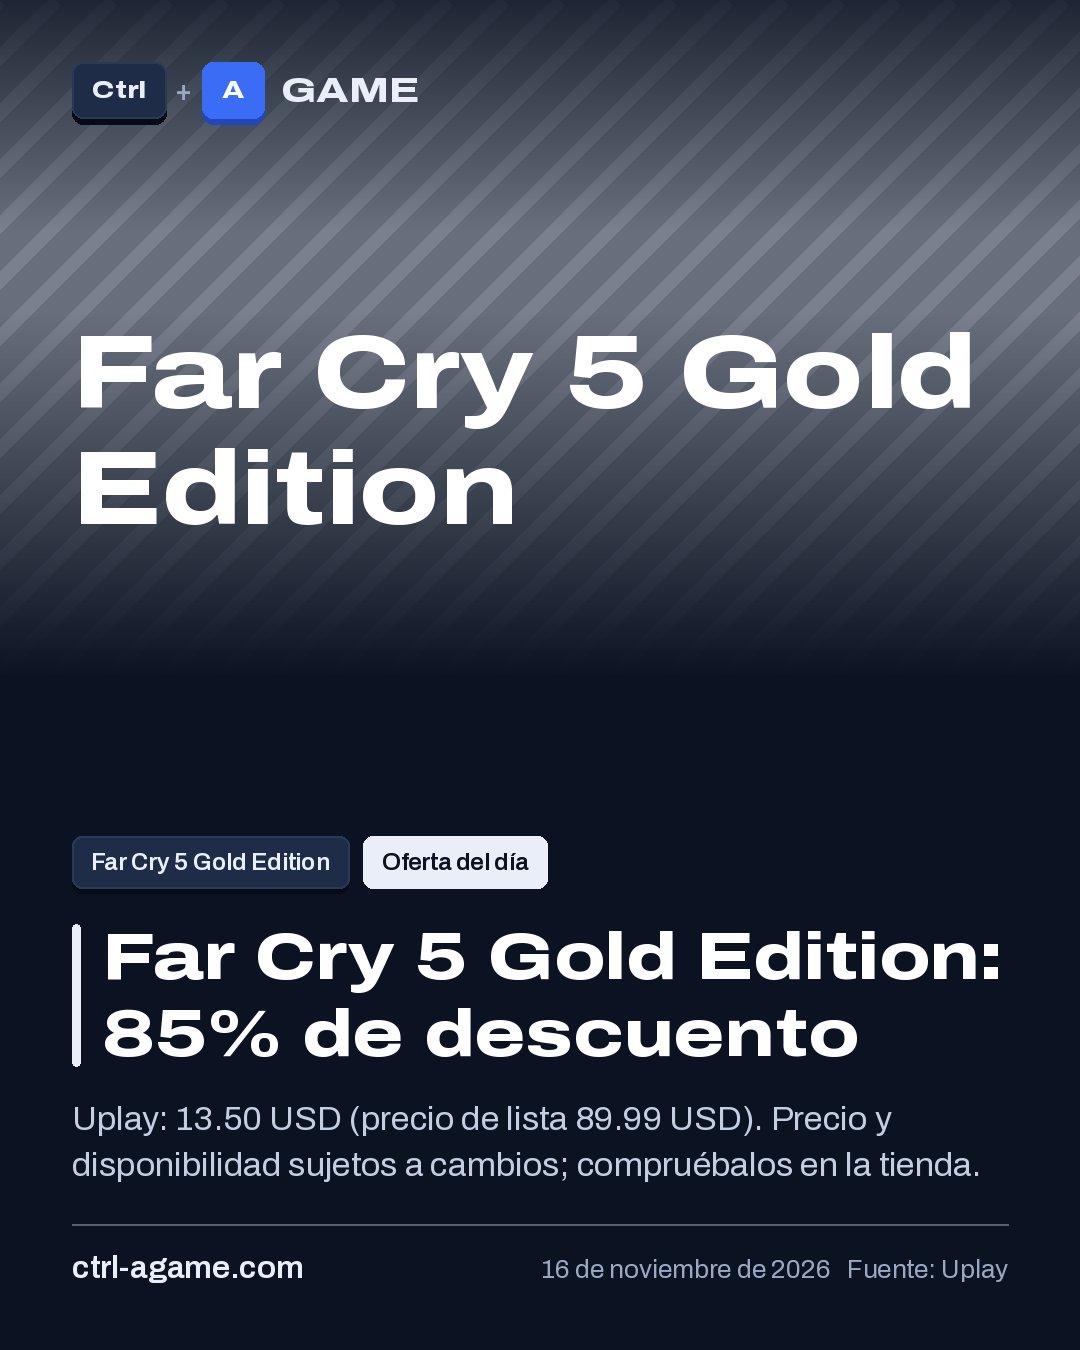 Ctrl + A GAME
Far Cry 5 Gold
Edition
Far Cry 5 Gold Edition Oferta del día
Far Cry 5 Gold Edition:
85% de descuento
Uplay: 13.50 USD (precio de lista 89.99 USD). Precio y
disponibilidad sujetos a cambios; compruébalos en la tienda.
ctrl-agame.com 16 de noviembre de 2026 Fuente: Uplay